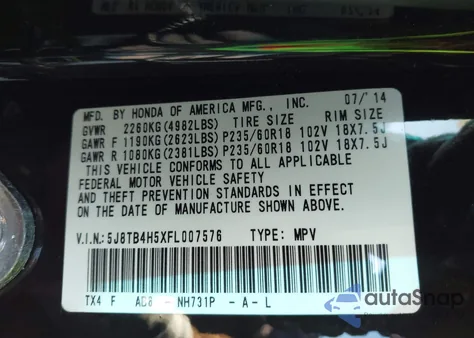 MFD. BY HONDA OF AMERICA MFG., INC. 07/'14
GVWR 2260KG(4982LBS) TIRE SIZE RIM SIZE
GAWR F 1190KG(2623LBS) P235/60R18 102V 18X7.5J
GAWR R 1080KG(2381LBS) P235/60R18 102V 18X7.5J
THIS VEHICLE CONFORMS TO ALL APPLICABLE
FEDERAL MOTOR VEHICLE SAFETY
AND THEFT PREVENTION STANDARDS IN EFFECT
ON THE DATE OF MANUFACTURE SHOWN ABOVE.
V.I.N.: 5J8TB4H5XFL007576 TYPE: MPV
TX4 F AD8 - NH731P - A - L
autaSnap